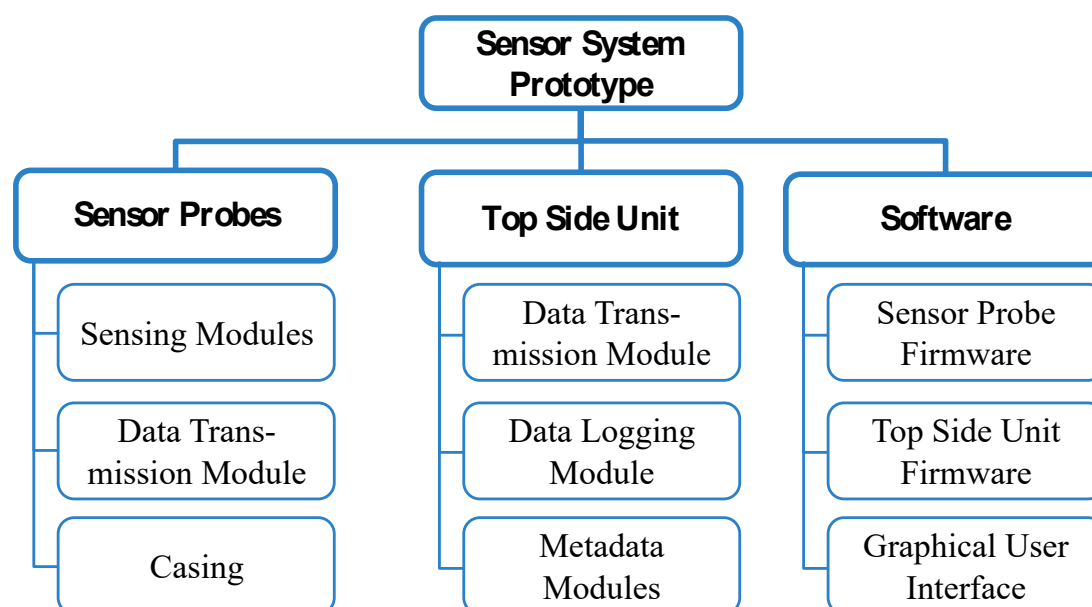 Sensor System
Prototype
Sensor Probes
Sensing Modules
Data Trans-
mission Module
Casing
Top Side Unit
Data Trans-
mission Module
Data Logging
Module
Metadata
Modules
Software
Sensor Probe
Firmware
Top Side Unit
Firmware
Graphical User
Interface